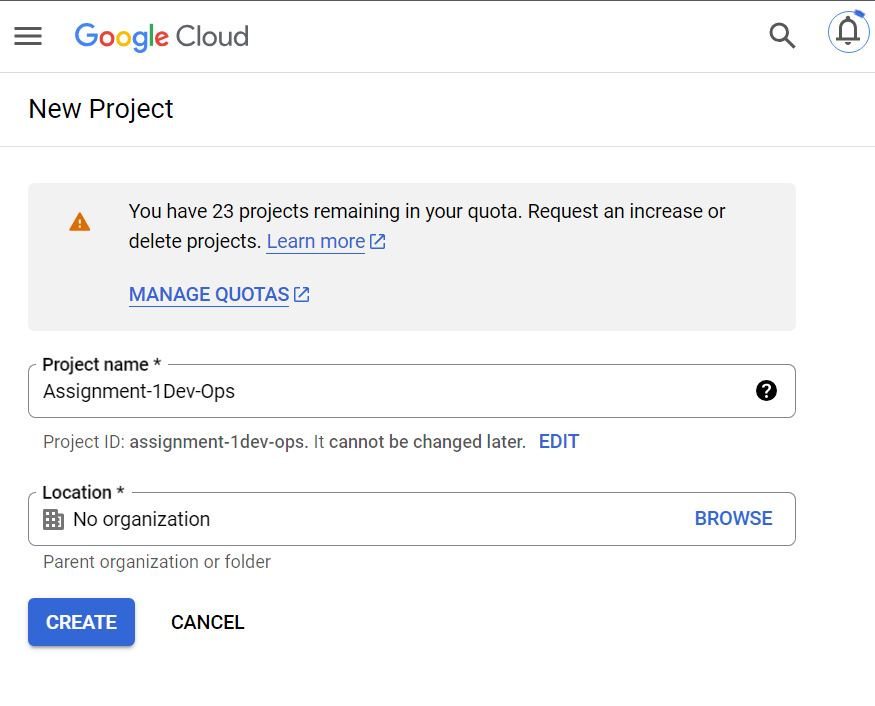 Google Cloud
New Project
You have 23 projects remaining in your quota. Request an increase or
delete projects. Learn more
MANAGE QUOTAS
Project name *
Assignment-1Dev-Ops
Project ID: assignment-1dev-ops. It cannot be changed later. EDIT
Location *
No organization BROWSE
Parent organization or folder
CREATE CANCEL